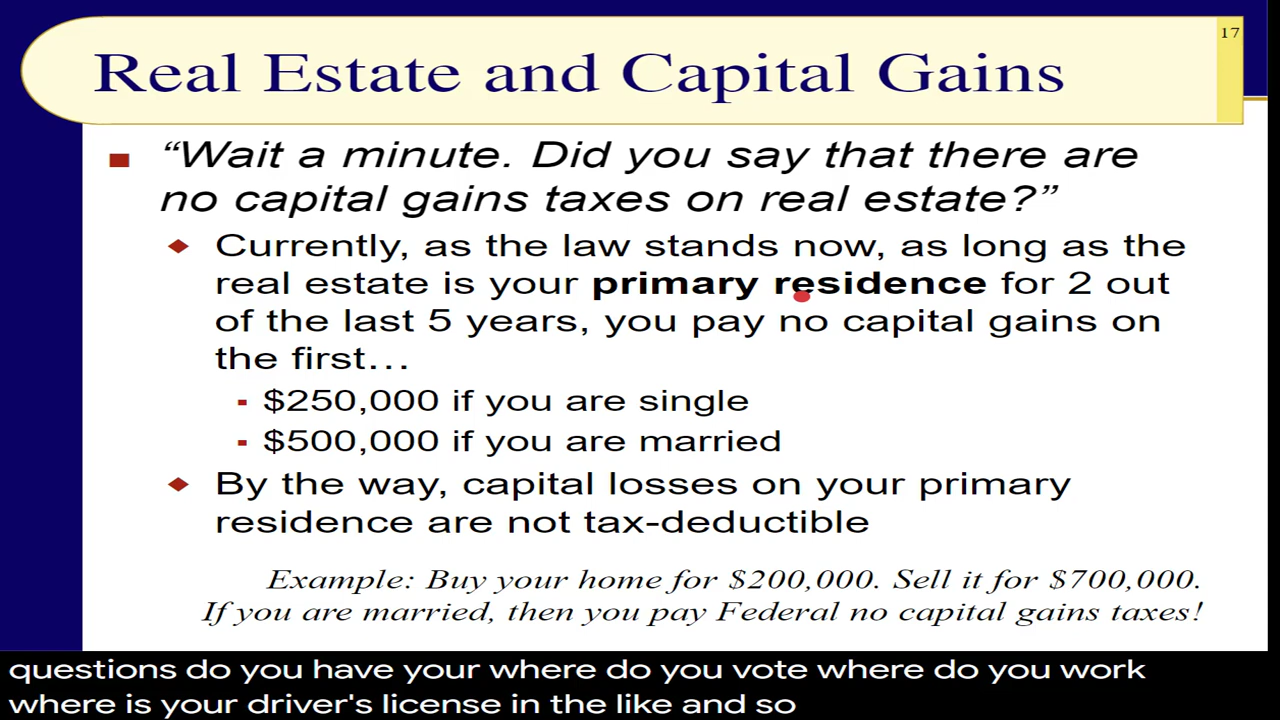 17
Real Estate and Capital Gains
“Wait a minute. Did you say that there are
no capital gains taxes on real estate?”
Currently, as the law stands now, as long as the
real estate is your primary residence for 2 out
of the last 5 years, you pay no capital gains on
the first…
$250,000 if you are single
$500,000 if you are married
By the way, capital losses on your primary
residence are not tax-deductible
Example: Buy your home for $200,000. Sell it for $700,000.
If you are married, then you pay Federal no capital gains taxes!
questions do you have your where do you vote where do you work
where is your driver's license in the like and so